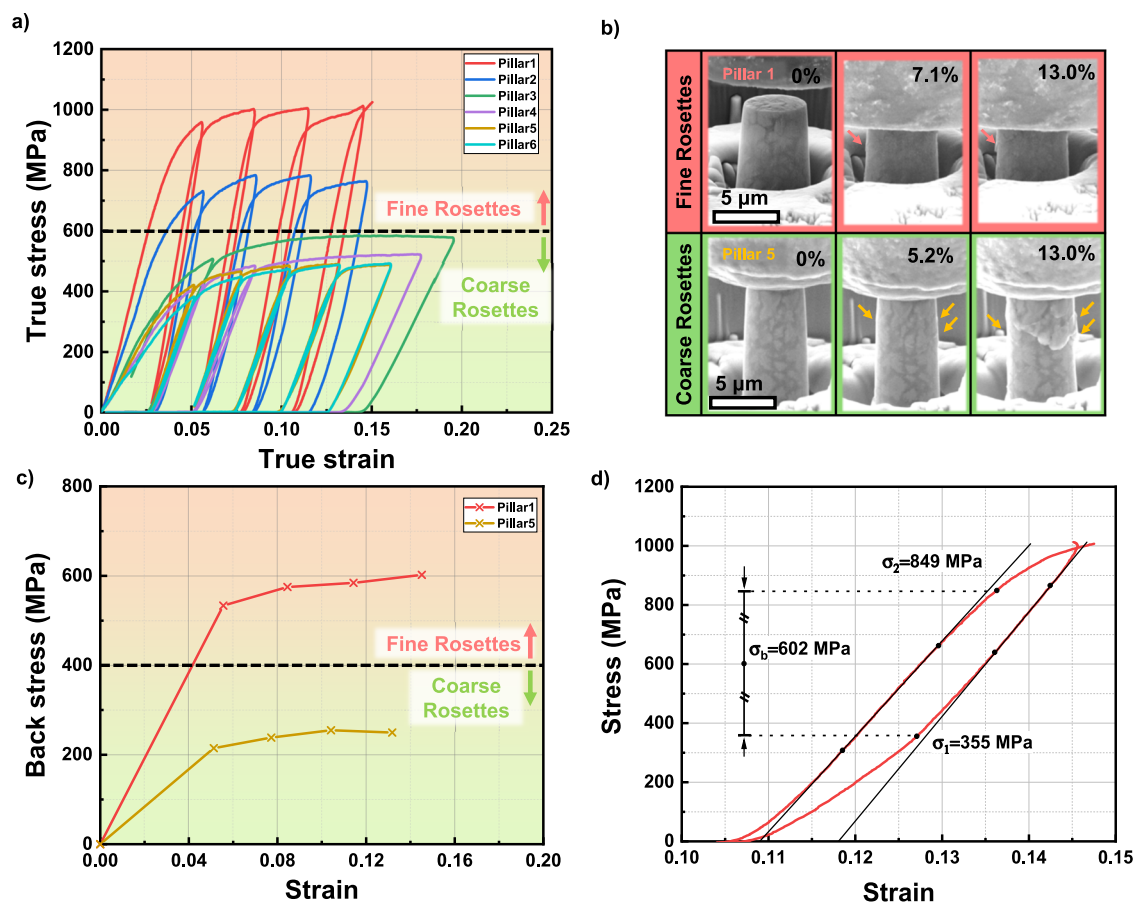 a)
True stress (MPa)
1200
1000
800
600
400
200
0
0.00
0.05
0.10
0.15
0.20
0.25
True strain
Pillar1
Pillar2
Pillar3
Pillar4
Pillar5
Pillar6
Fine Rosettes
Coarse
Rosettes
b)
Fine Rosettes
Pillar 1
0%
7.1%
13.0%
5 µm
Coarse Rosettes
Pillar 5
0%
5.2%
13.0%
5 µm
c)
Back stress (MPa)
800
600
400
200
0
0.00
0.04
0.08
0.12
0.16
0.20
Strain
Pillar1
Pillar5
Fine Rosettes
Coarse
Rosettes
d)
Stress (MPa)
1200
1000
800
600
400
200
0
0.10
0.11
0.12
0.13
0.14
0.15
Strain
σ2=849 MPa
σb=602 MPa
σ1=355 MPa